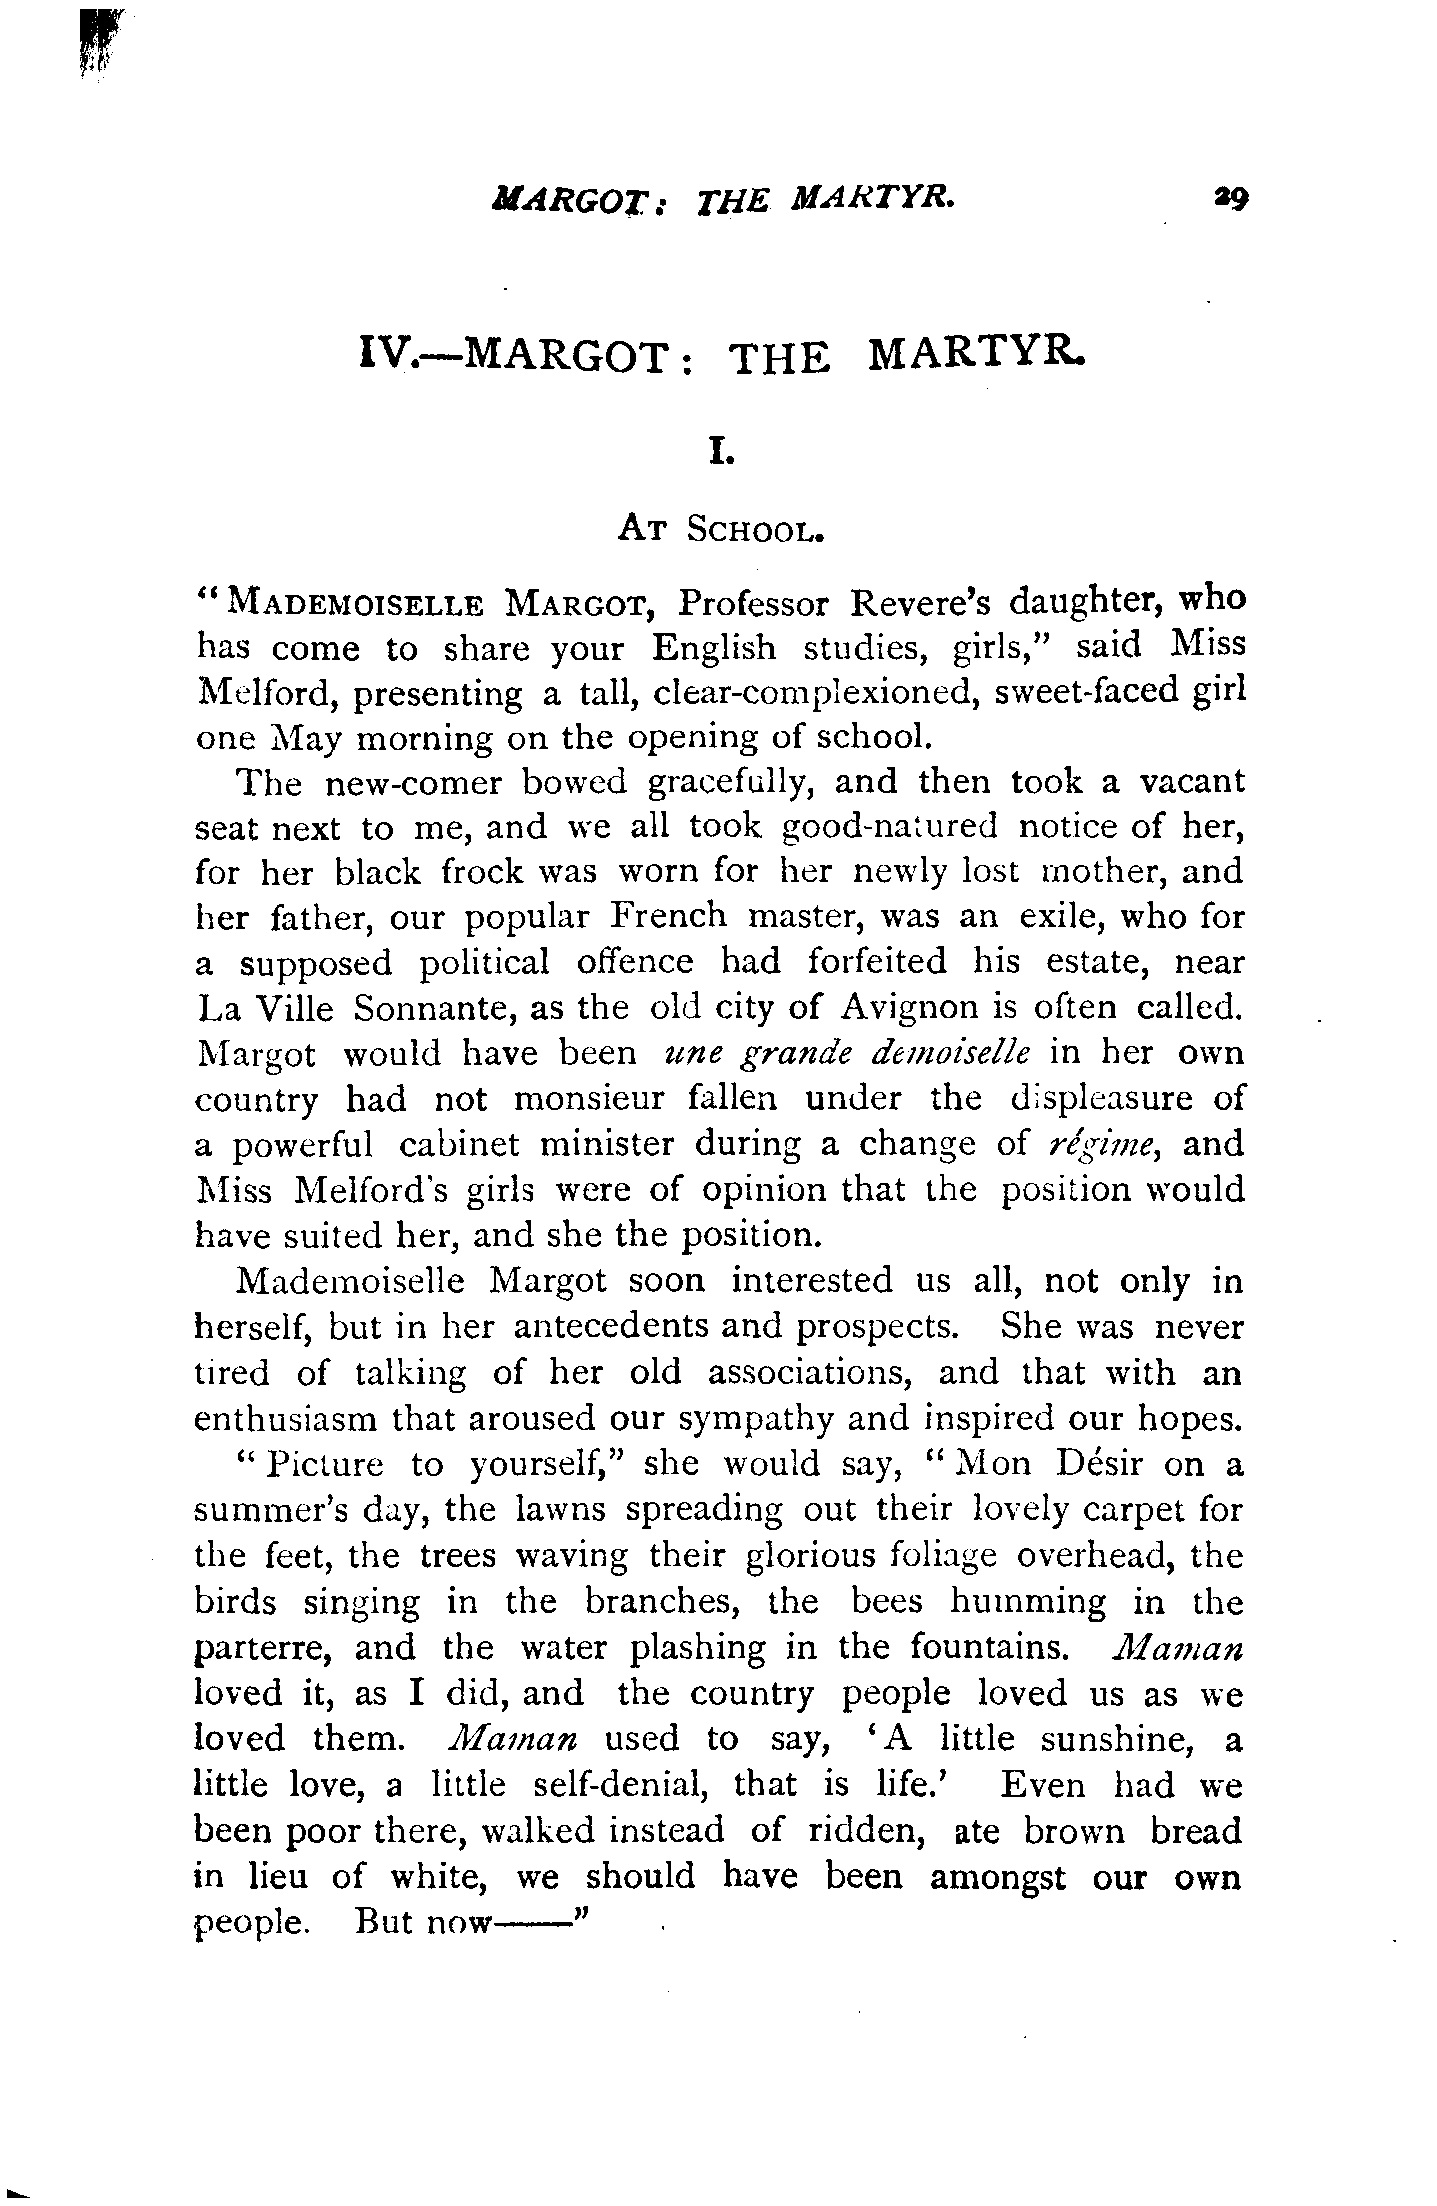 MARGOT: THE MARTYR. 29
IV.—MARGOT: THE MARTYR.
I.
AT SCHOOL.
"MADEMOISELLE MARGOT, Professor Revere's daughter, who
has come to share your English studies, girls," said Miss
Melford, presenting a tall, clear-complexioned, sweet-faced girl
one May morning on the opening of school.
The new-comer bowed gracefully, and then took a vacant
seat next to me, and we all took good-natured notice of her,
for her black frock was worn for her newly lost mother, and
her father, our popular French master, was an exile, who for
a supposed political offence had forfeited his estate, near
La Ville Sonnante, as the old city of Avignon is often called.
Margot would have been une grande demoiselle in her own
country had not monsieur fallen under the displeasure of
a powerful cabinet minister during a change of régime, and
Miss Melford's girls were of opinion that the position would
have suited her, and she the position.
Mademoiselle Margot soon interested us all, not only in
herself, but in her antecedents and prospects. She was never
tired of talking of her old associations, and that with an
enthusiasm that aroused our sympathy and inspired our hopes.
"Picture to yourself," she would say, "Mon Désir on a
summer's day, the lawns spreading out their lovely carpet for
the feet, the trees waving their glorious foliage overhead, the
birds singing in the branches, the bees humming in the
parterre, and the water plashing in the fountains. Maman
loved it, as I did, and the country people loved us as we
loved them. Maman used to say, 'A little sunshine, a
little love, a little self-denial, that is life.' Even had we
been poor there, walked instead of ridden, ate brown bread
in lieu of white, we should have been amongst our own
people. But now——"